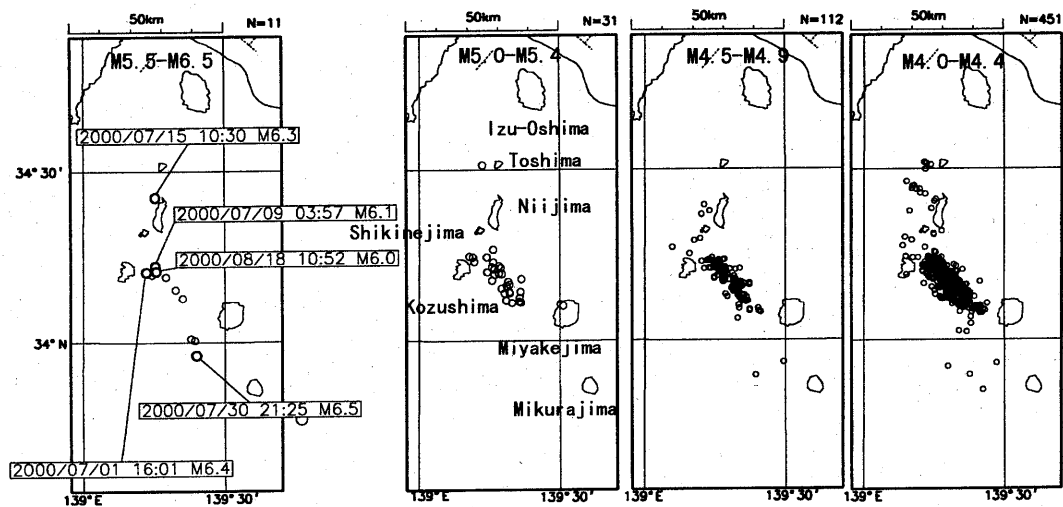 50km N=11
M5.5-M6.5
2000/07/15 10:30 M6.3
34°30'
2000/07/09 03:57 M6.1
2000/08/18 10:52 M6.0
34°N
2000/07/30 21:25 M6.5
2000/07/01 16:01 M6.4
139°E 139°30'
50km N=31
M5.0-M5.4
Izu-Oshima
Toshima
Niijima
Shikinejima
Kozushima
Miyakejima
Mikurajima
139°E 139°30'
50km N=112
M4.5-M4.9
139°E 139°30'
50km N=451
M4.0-M4.4
139°E 139°30'